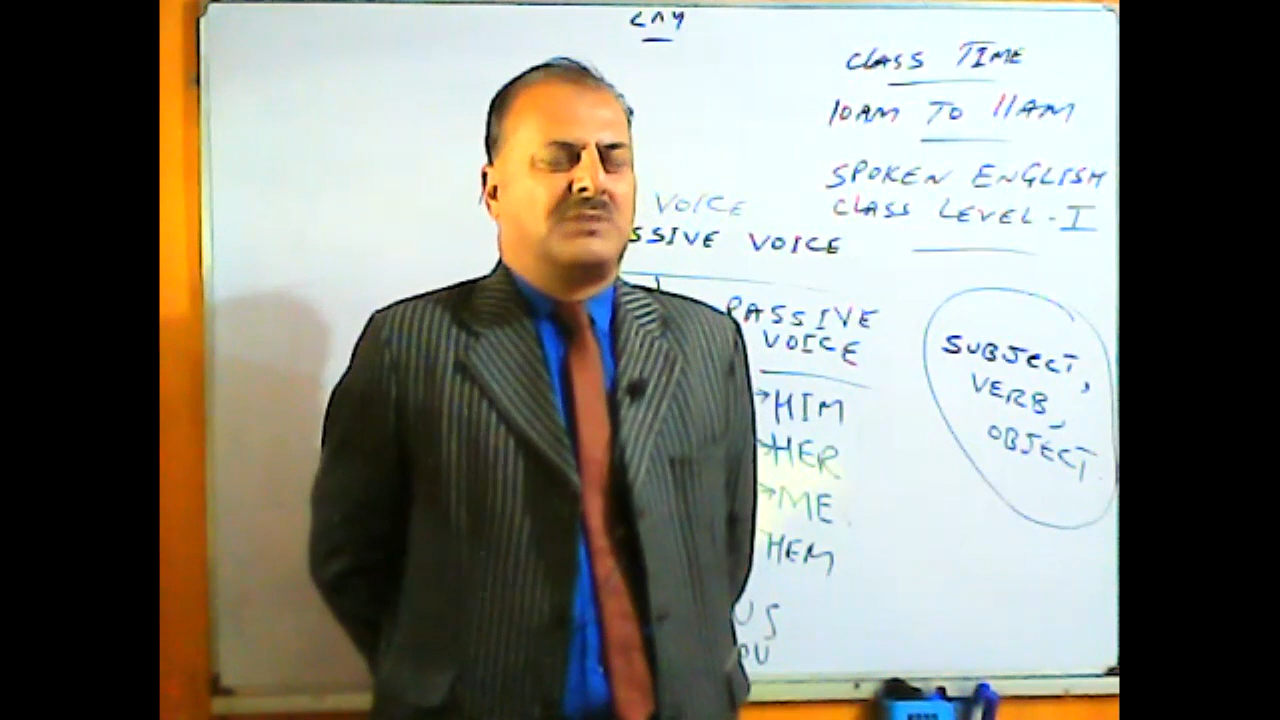 CLASS TIME
10AM TO 11AM
SPOKEN ENGLISH
CLASS LEVEL-I
VOICE
SSIVE VOICE
PASSIVE
VOICE
HIM
HER
ME
HEM
US
SUBJECT,
VERB,
OBJECT